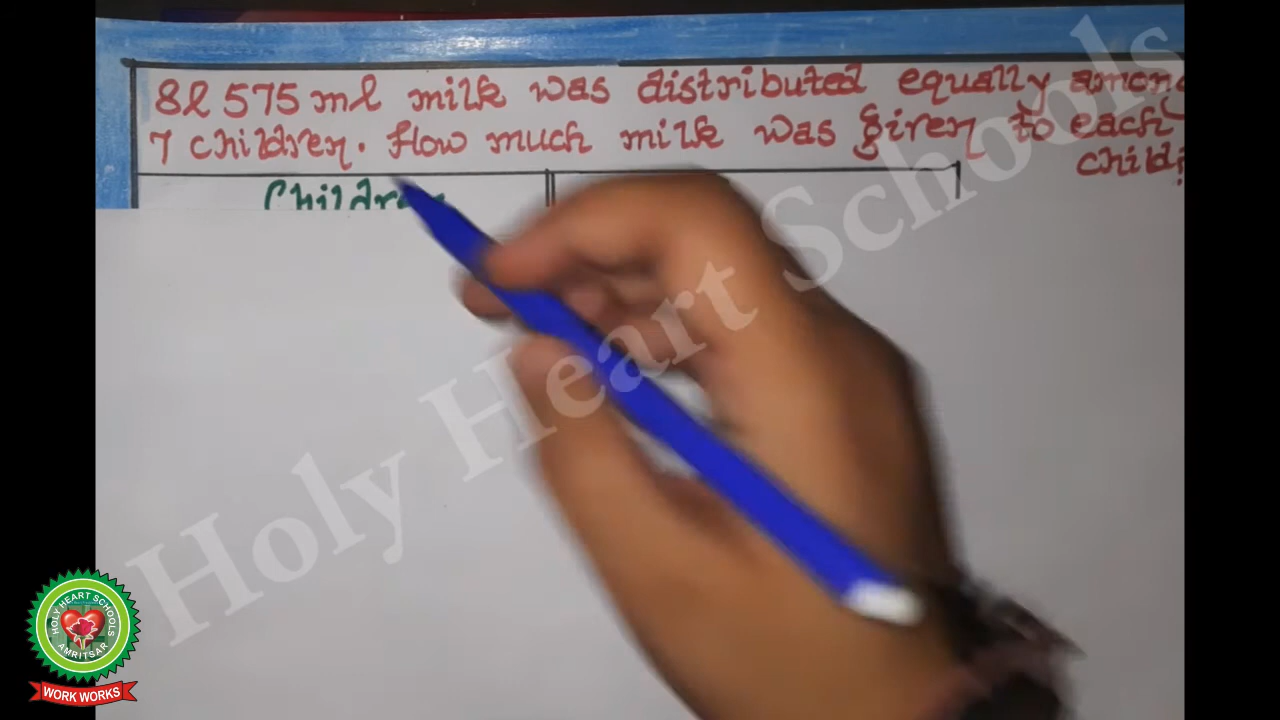 8l 575 ml milk was distributed equally among
7 children. How much milk was given to each
child?
Children
Holy Heart Schools
HOLY HEART SCHOOLS
AMRITSAR
WORK WORKS